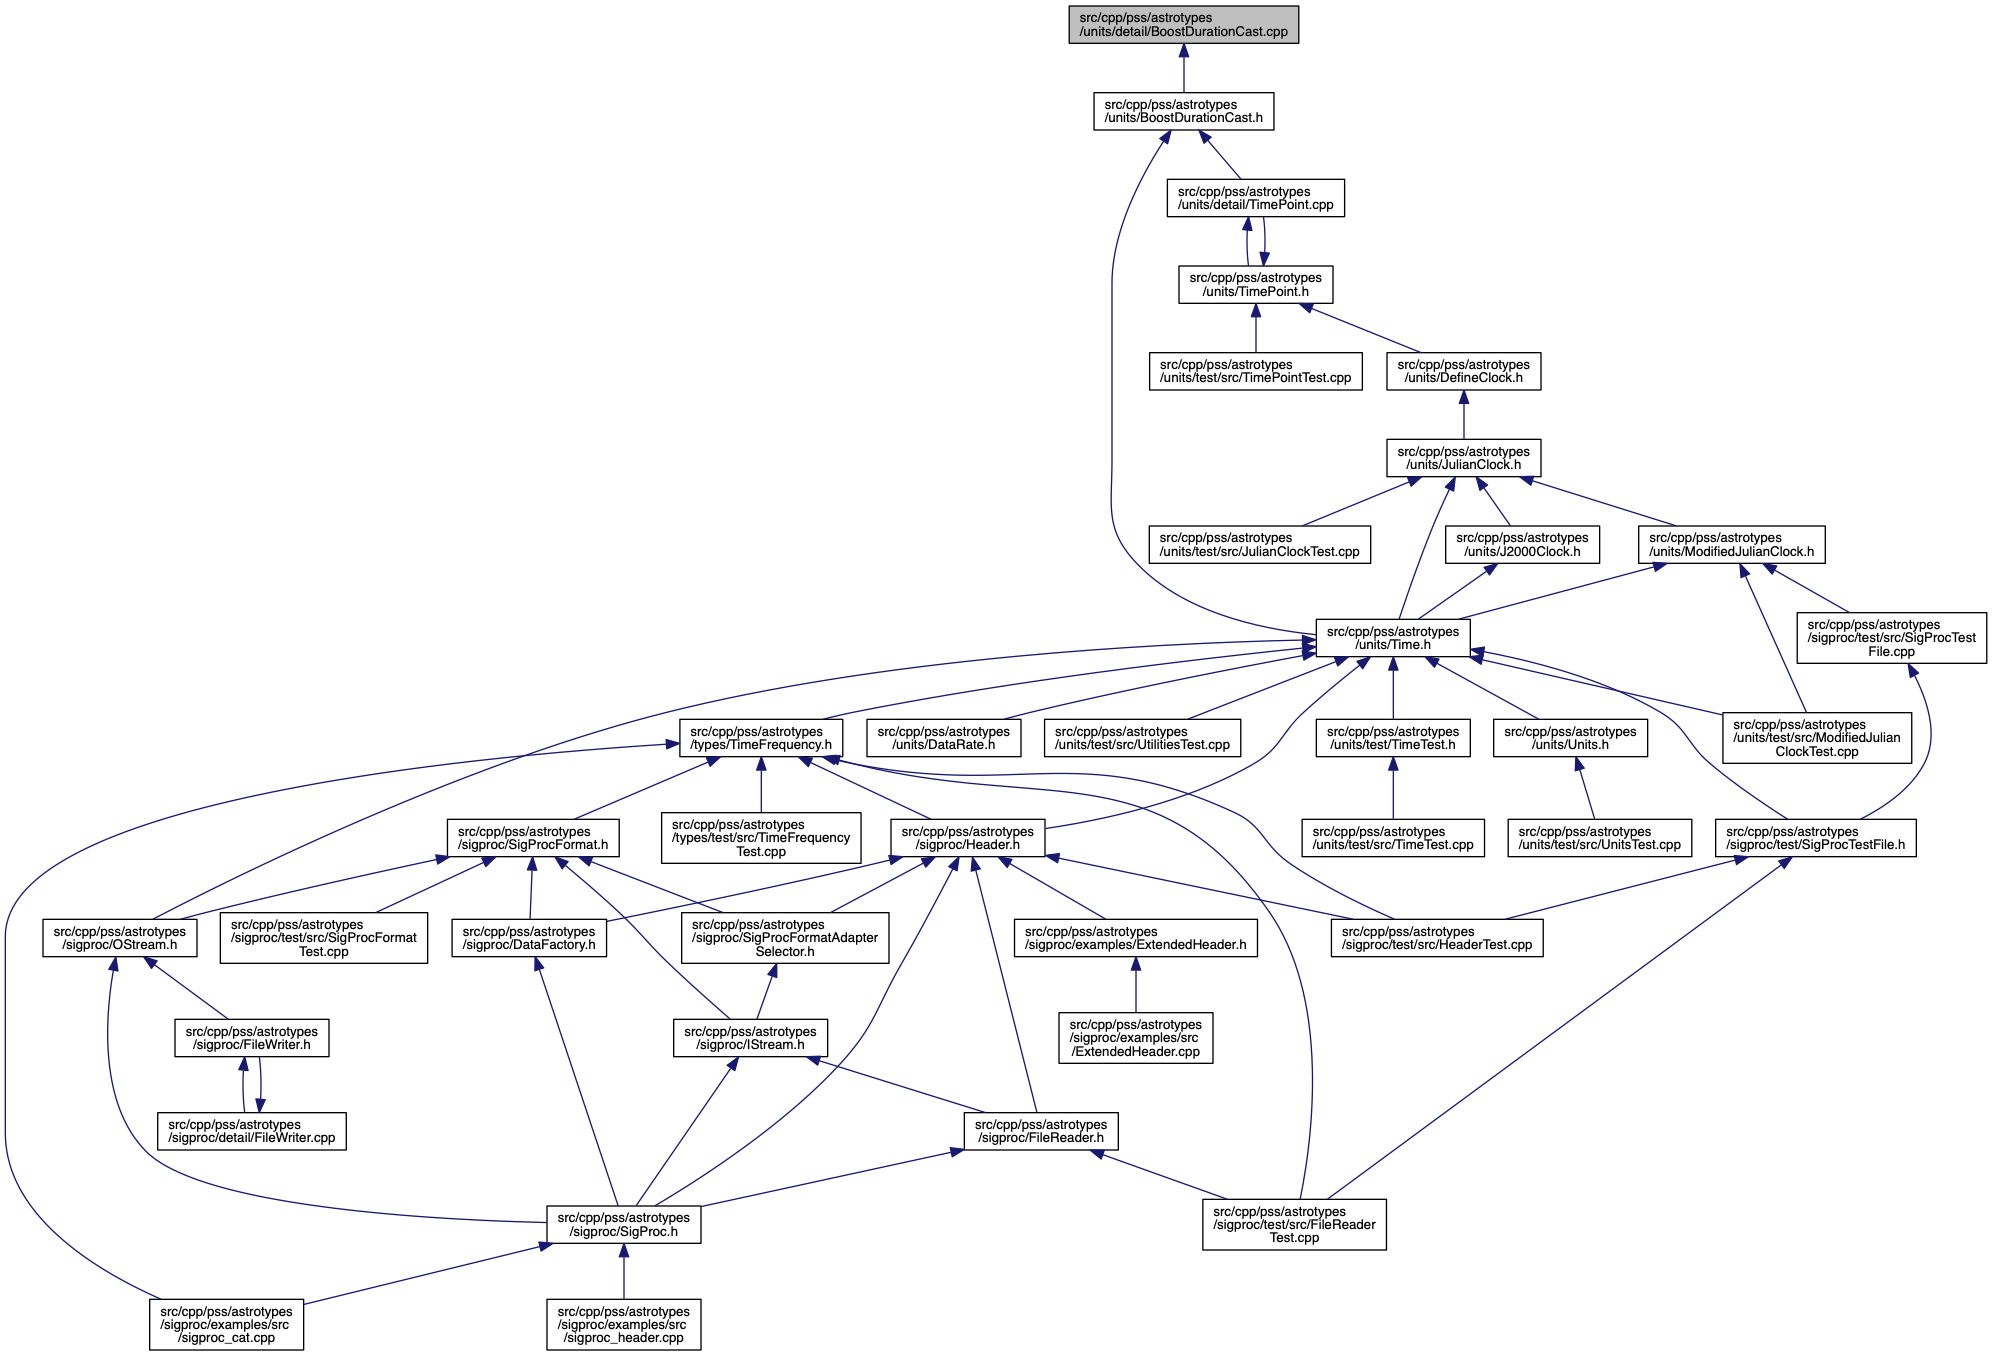 src/cpp/pss/astrotypes
/units/detail/BoostDurationCast.cpp
src/cpp/pss/astrotypes
/units/BoostDurationCast.h
src/cpp/pss/astrotypes
/units/detail/TimePoint.cpp
src/cpp/pss/astrotypes
/units/TimePoint.h
src/cpp/pss/astrotypes
/units/test/src/TimePointTest.cpp
src/cpp/pss/astrotypes
/units/DefineClock.h
src/cpp/pss/astrotypes
/units/JulianClock.h
src/cpp/pss/astrotypes
/units/test/src/JulianClockTest.cpp
src/cpp/pss/astrotypes
/units/J2000Clock.h
src/cpp/pss/astrotypes
/units/ModifiedJulianClock.h
src/cpp/pss/astrotypes
/units/Time.h
src/cpp/pss/astrotypes
/sigproc/test/src/SigProcTest
File.cpp
src/cpp/pss/astrotypes
/types/TimeFrequency.h
src/cpp/pss/astrotypes
/units/DataRate.h
src/cpp/pss/astrotypes
/units/test/src/UtilitiesTest.cpp
src/cpp/pss/astrotypes
/units/test/TimeTest.h
src/cpp/pss/astrotypes
/units/Units.h
src/cpp/pss/astrotypes
/units/test/src/ModifiedJulian
ClockTest.cpp
src/cpp/pss/astrotypes
/sigproc/SigProcFormat.h
src/cpp/pss/astrotypes
/types/test/src/TimeFrequency
Test.cpp
src/cpp/pss/astrotypes
/sigproc/Header.h
src/cpp/pss/astrotypes
/units/test/src/TimeTest.cpp
src/cpp/pss/astrotypes
/units/test/src/UnitsTest.cpp
src/cpp/pss/astrotypes
/sigproc/test/SigProcTestFile.h
src/cpp/pss/astrotypes
/sigproc/OStream.h
src/cpp/pss/astrotypes
/sigproc/test/src/SigProcFormat
Test.cpp
src/cpp/pss/astrotypes
/sigproc/DataFactory.h
src/cpp/pss/astrotypes
/sigproc/SigProcFormatAdapter
Selector.h
src/cpp/pss/astrotypes
/sigproc/examples/ExtendedHeader.h
src/cpp/pss/astrotypes
/sigproc/test/src/HeaderTest.cpp
src/cpp/pss/astrotypes
/sigproc/FileWriter.h
src/cpp/pss/astrotypes
/sigproc/IStream.h
src/cpp/pss/astrotypes
/sigproc/examples/src
/ExtendedHeader.cpp
src/cpp/pss/astrotypes
/sigproc/detail/FileWriter.cpp
src/cpp/pss/astrotypes
/sigproc/FileReader.h
src/cpp/pss/astrotypes
/sigproc/SigProc.h
src/cpp/pss/astrotypes
/sigproc/test/src/FileReader
Test.cpp
src/cpp/pss/astrotypes
/sigproc/examples/src
/sigproc_cat.cpp
src/cpp/pss/astrotypes
/sigproc/examples/src
/sigproc_header.cpp